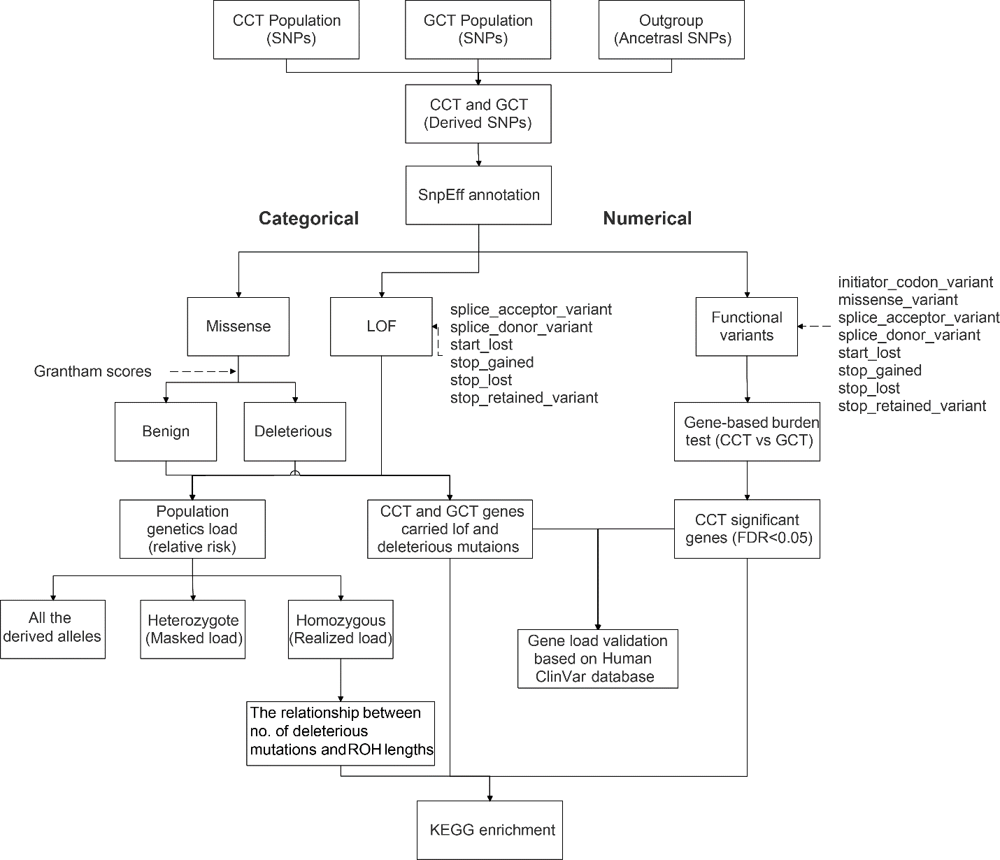 CCT Population
(SNPs)
GCT Population
(SNPs)
Outgroup
(Ancetrasl SNPs)
CCT and GCT
(Derived SNPs)
SnpEff annotation
Categorical
Numerical
Missense
LOF
splice_acceptor_variant
splice_donor_variant
start_lost
stop_gained
stop_lost
stop_retained_variant
Functional
variants
initiator_codon_variant
missense_variant
splice_acceptor_variant
splice_donor_variant
start_lost
stop_gained
stop_lost
stop_retained_variant
Grantham scores
Benign
Deleterious
Gene-based burden
test (CCT vs GCT)
Population
genetics load
(relative risk)
CCT and GCT genes
carried lof and
deleterious mutaions
CCT significant
genes (FDR<0.05)
All the
derived alleles
Heterozygote
(Masked load)
Homozygous
(Realized load)
Gene load validation
based on Human
ClinVar database
The relationship between
no. of deleterious
mutations and ROH lengths
KEGG enrichment